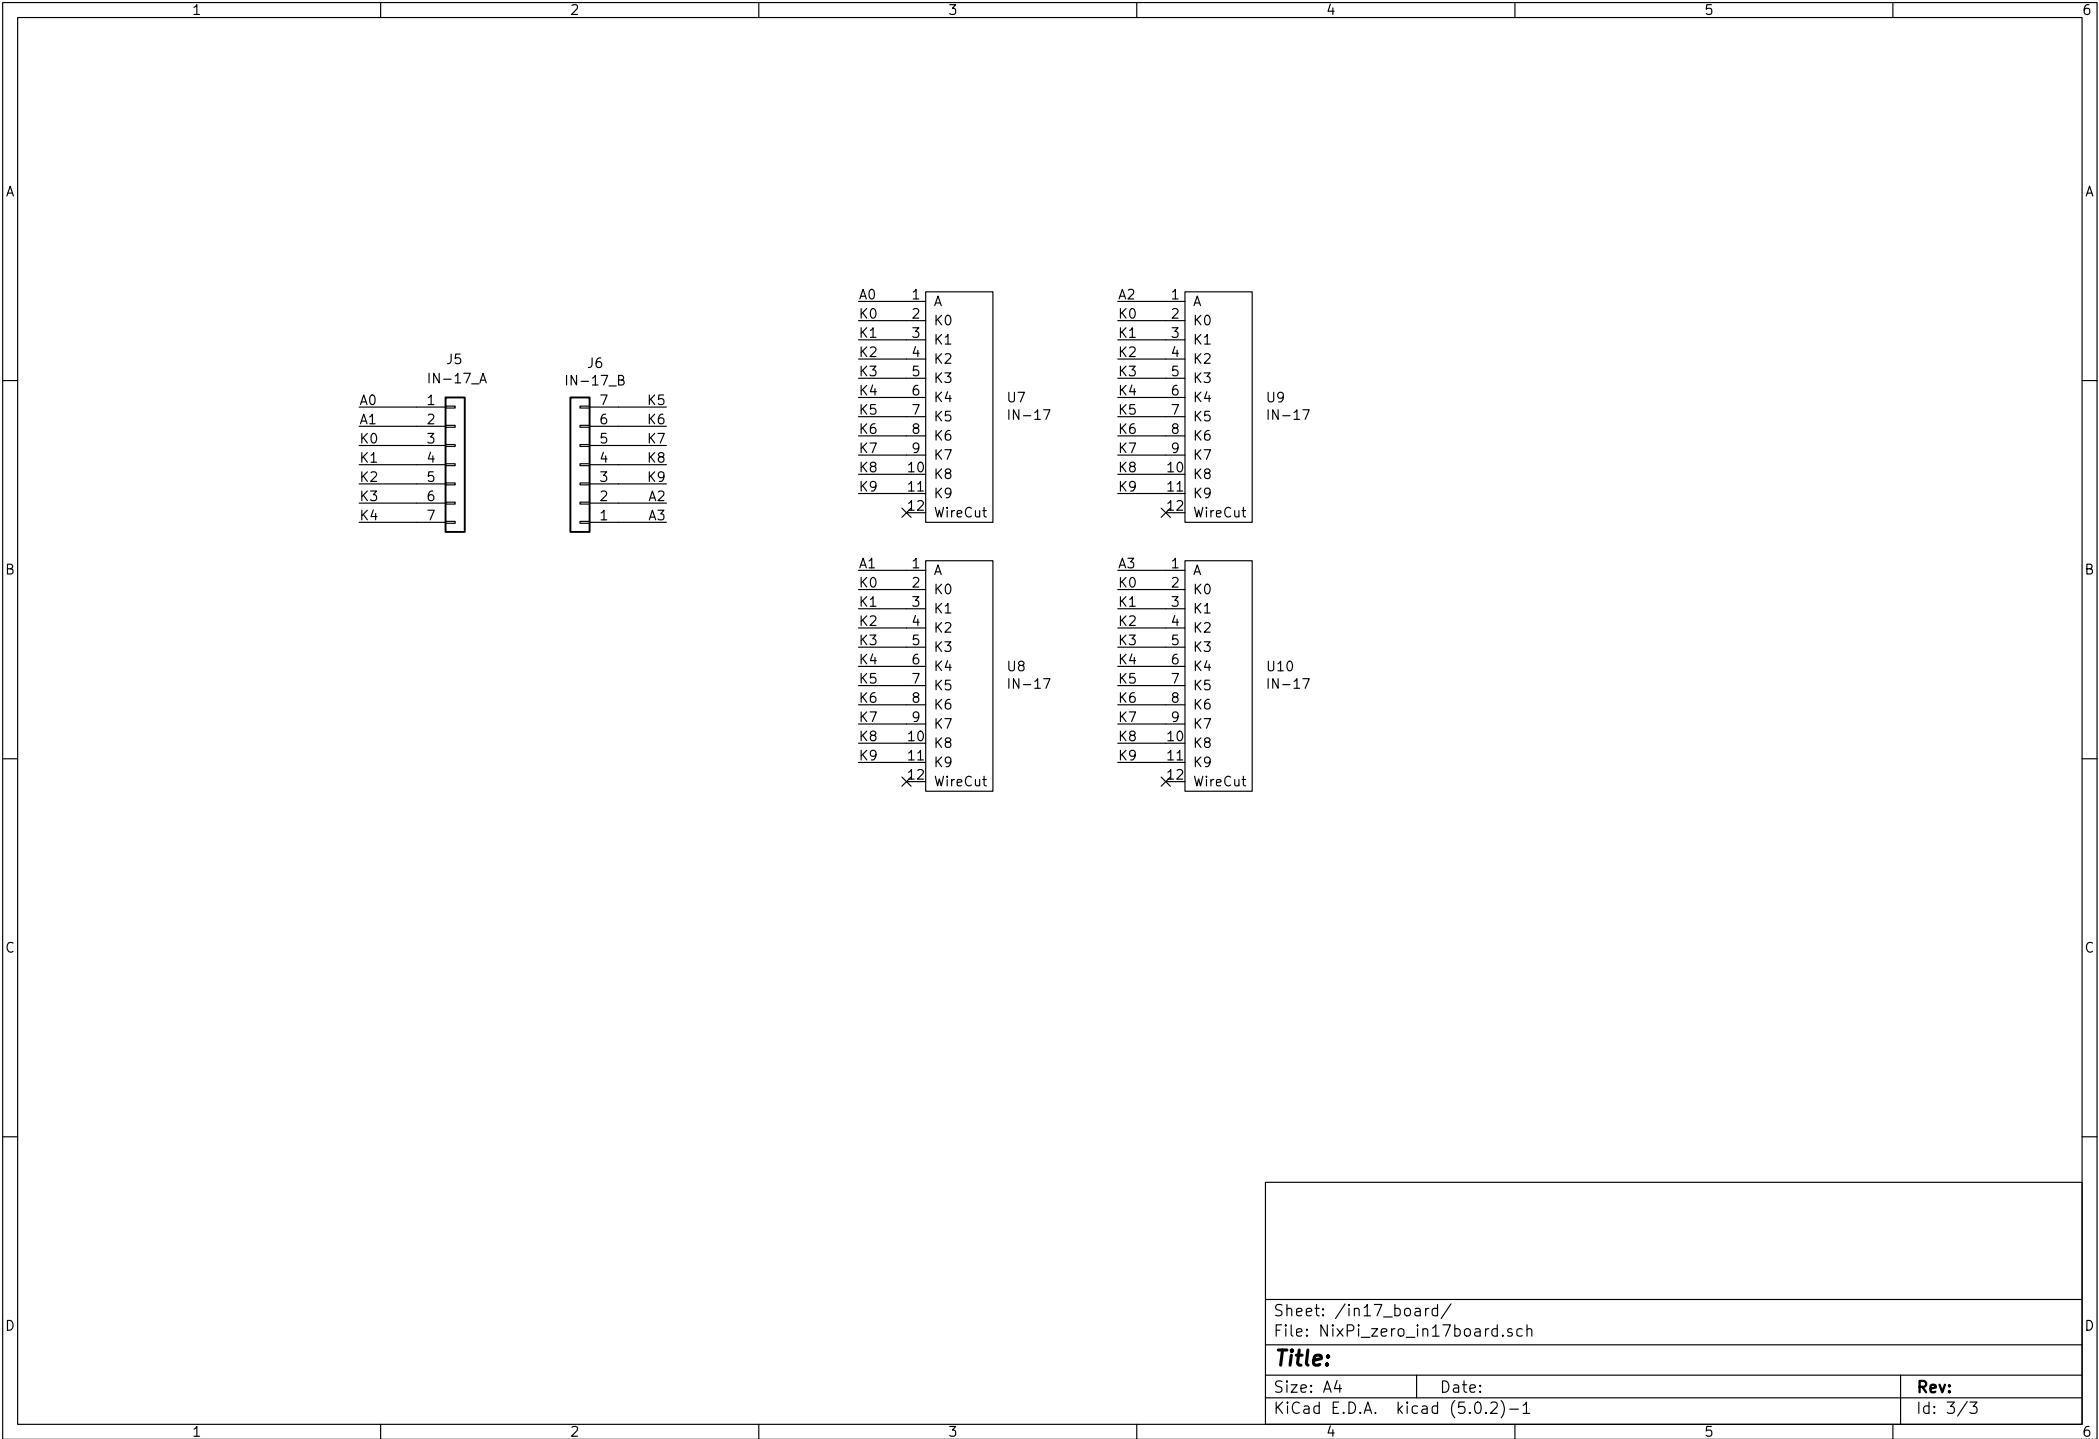 1 2 3 4 5 6
A A
B B
C C
D D
J5
IN-17_A
A0 1
A1 2
K0 3
K1 4
K2 5
K3 6
K4 7
J6
IN-17_B
7 K5
6 K6
5 K7
4 K8
3 K9
2 A2
1 A3
A0 1 A
K0 2 K0
K1 3 K1
K2 4 K2
K3 5 K3
K4 6 K4
K5 7 K5
K6 8 K6
K7 9 K7
K8 10 K8
K9 11 K9
12 WireCut
U7
IN-17
A2 1 A
K0 2 K0
K1 3 K1
K2 4 K2
K3 5 K3
K4 6 K4
K5 7 K5
K6 8 K6
K7 9 K7
K8 10 K8
K9 11 K9
12 WireCut
U9
IN-17
A1 1 A
K0 2 K0
K1 3 K1
K2 4 K2
K3 5 K3
K4 6 K4
K5 7 K5
K6 8 K6
K7 9 K7
K8 10 K8
K9 11 K9
12 WireCut
U8
IN-17
A3 1 A
K0 2 K0
K1 3 K1
K2 4 K2
K3 5 K3
K4 6 K4
K5 7 K5
K6 8 K6
K7 9 K7
K8 10 K8
K9 11 K9
12 WireCut
U10
IN-17
Sheet: /in17_board/
File: NixPi_zero_in17board.sch
Title:
Size: A4 Date: Rev:
KiCad E.D.A. kicad (5.0.2)-1 Id: 3/3
1 2 3 4 5 6